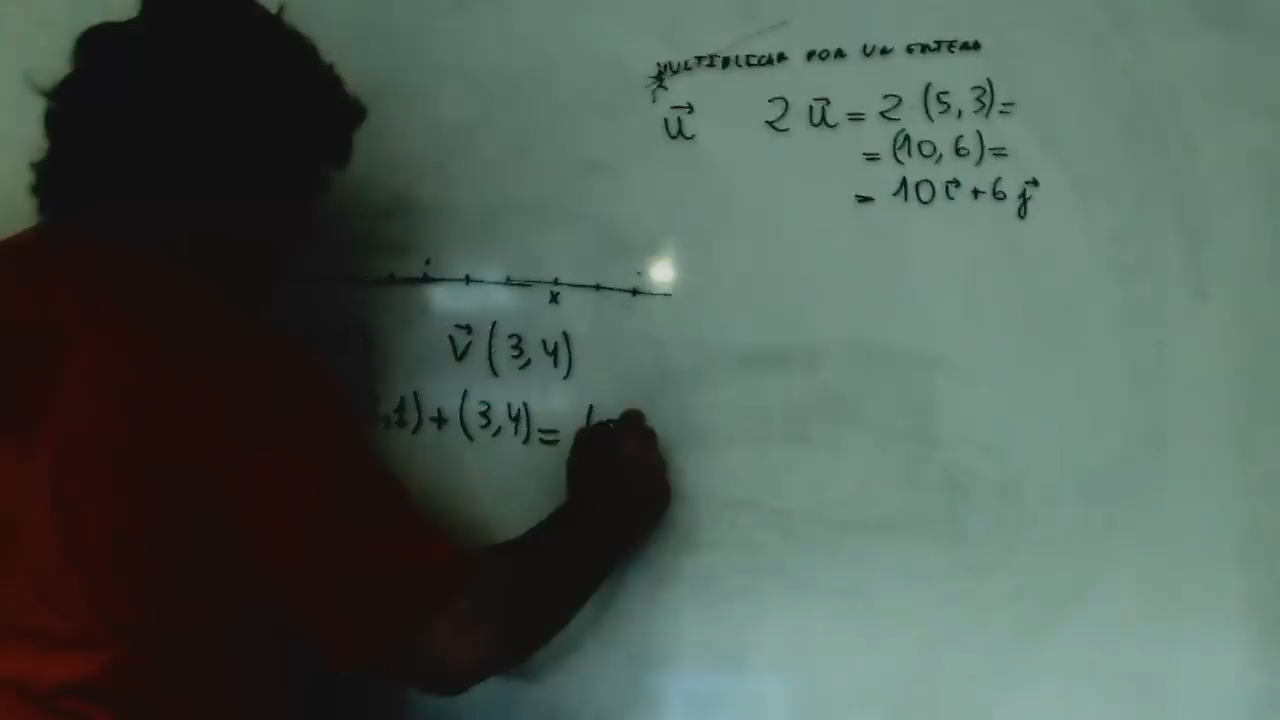 MULTIPLICAR POR UN ENTERO
u⃗ 2 u⃗ = 2 (5, 3) =
= (10, 6) =
= 10 i⃗ + 6 j⃗
x
v⃗ (3, 4)
,1) + (3, 4) = (